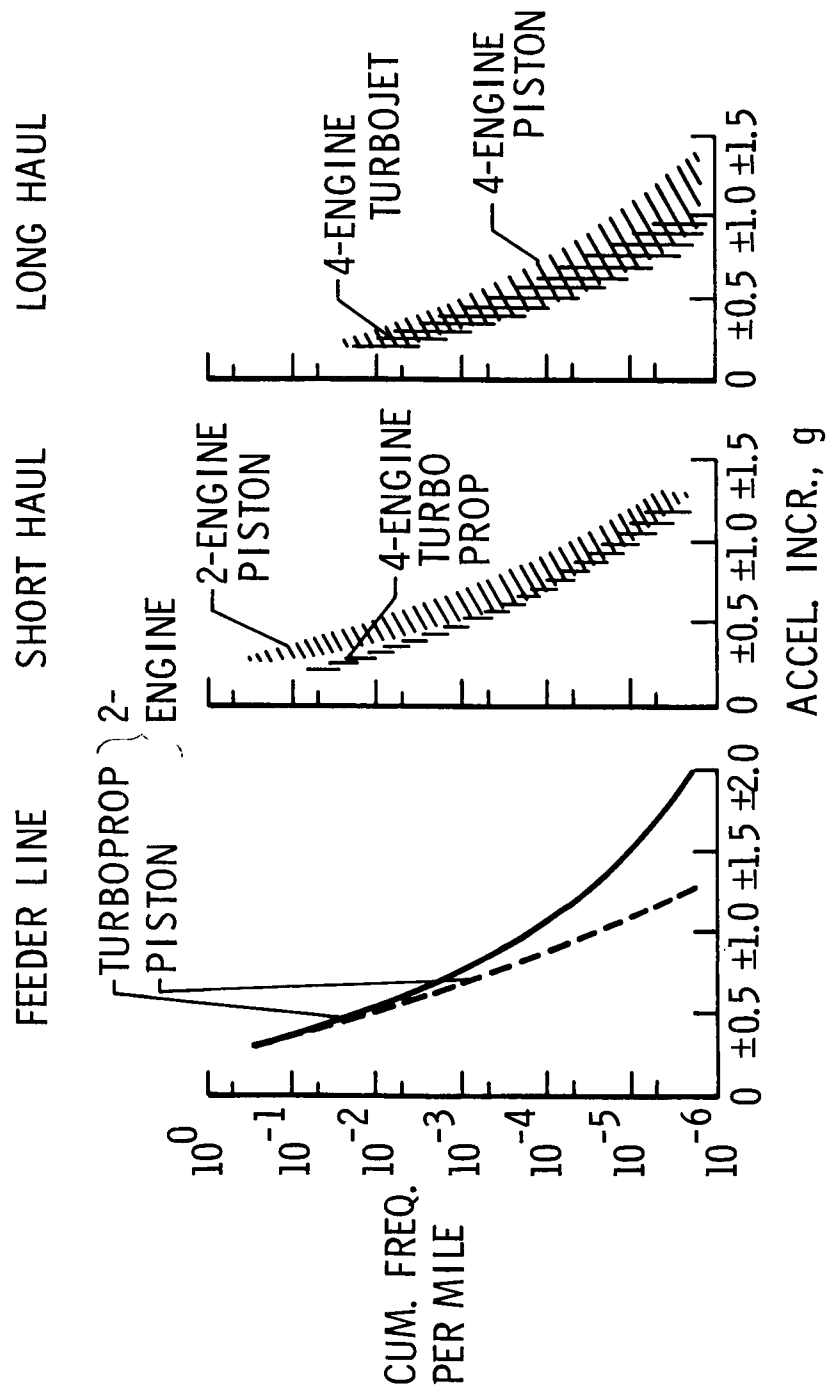 FEEDER LINE
TURBOPROP
PISTON
2-
ENGINE
CUM. FREQ.
PER MILE
10^0
10^-1
10^-2
10^-3
10^-4
10^-5
10^-6
0 ±0.5 ±1.0 ±1.5 ±2.0
SHORT HAUL
2-ENGINE
PISTON
4-ENGINE
TURBO
PROP
0 ±0.5 ±1.0 ±1.5
ACCEL. INCR., g
LONG HAUL
4-ENGINE
TURBOJET
4-ENGINE
PISTON
0 ±0.5 ±1.0 ±1.5